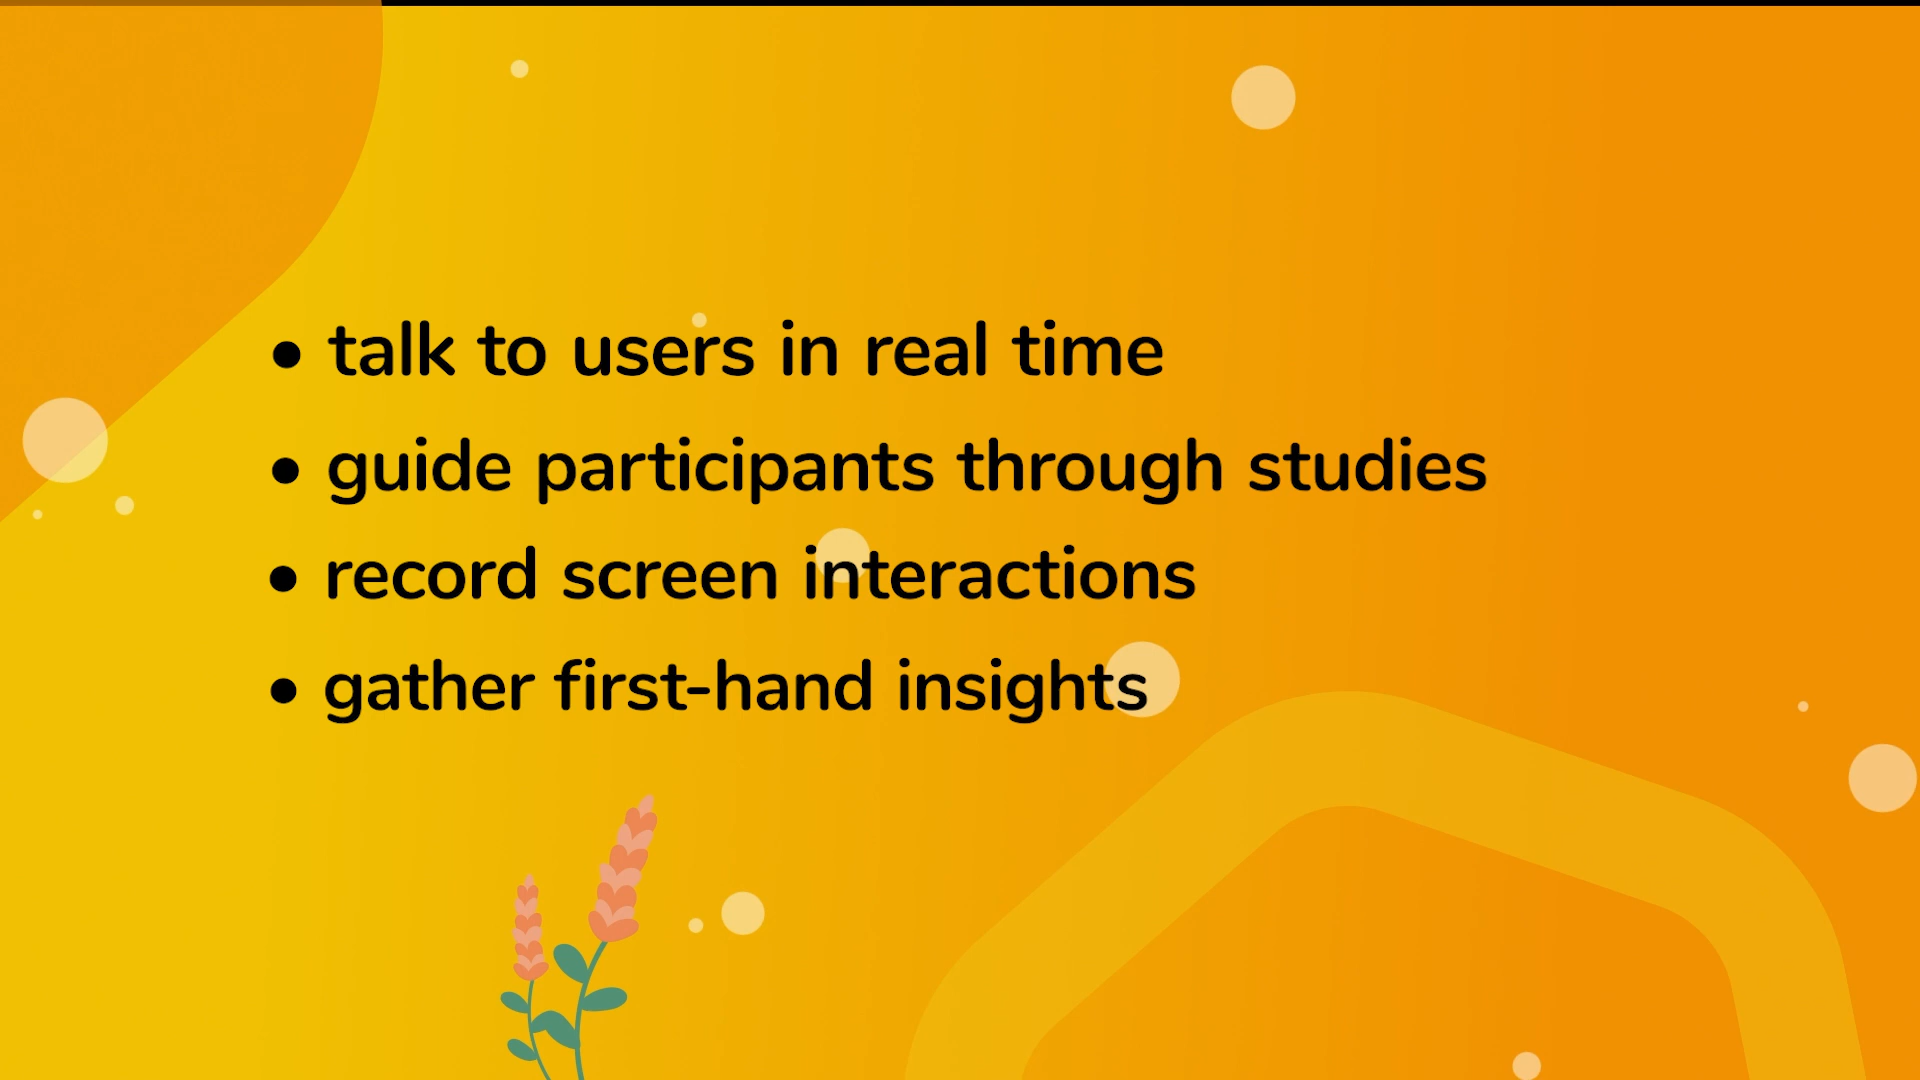 • talk to users in real time
• guide participants through studies
• record screen interactions
• gather first-hand insights